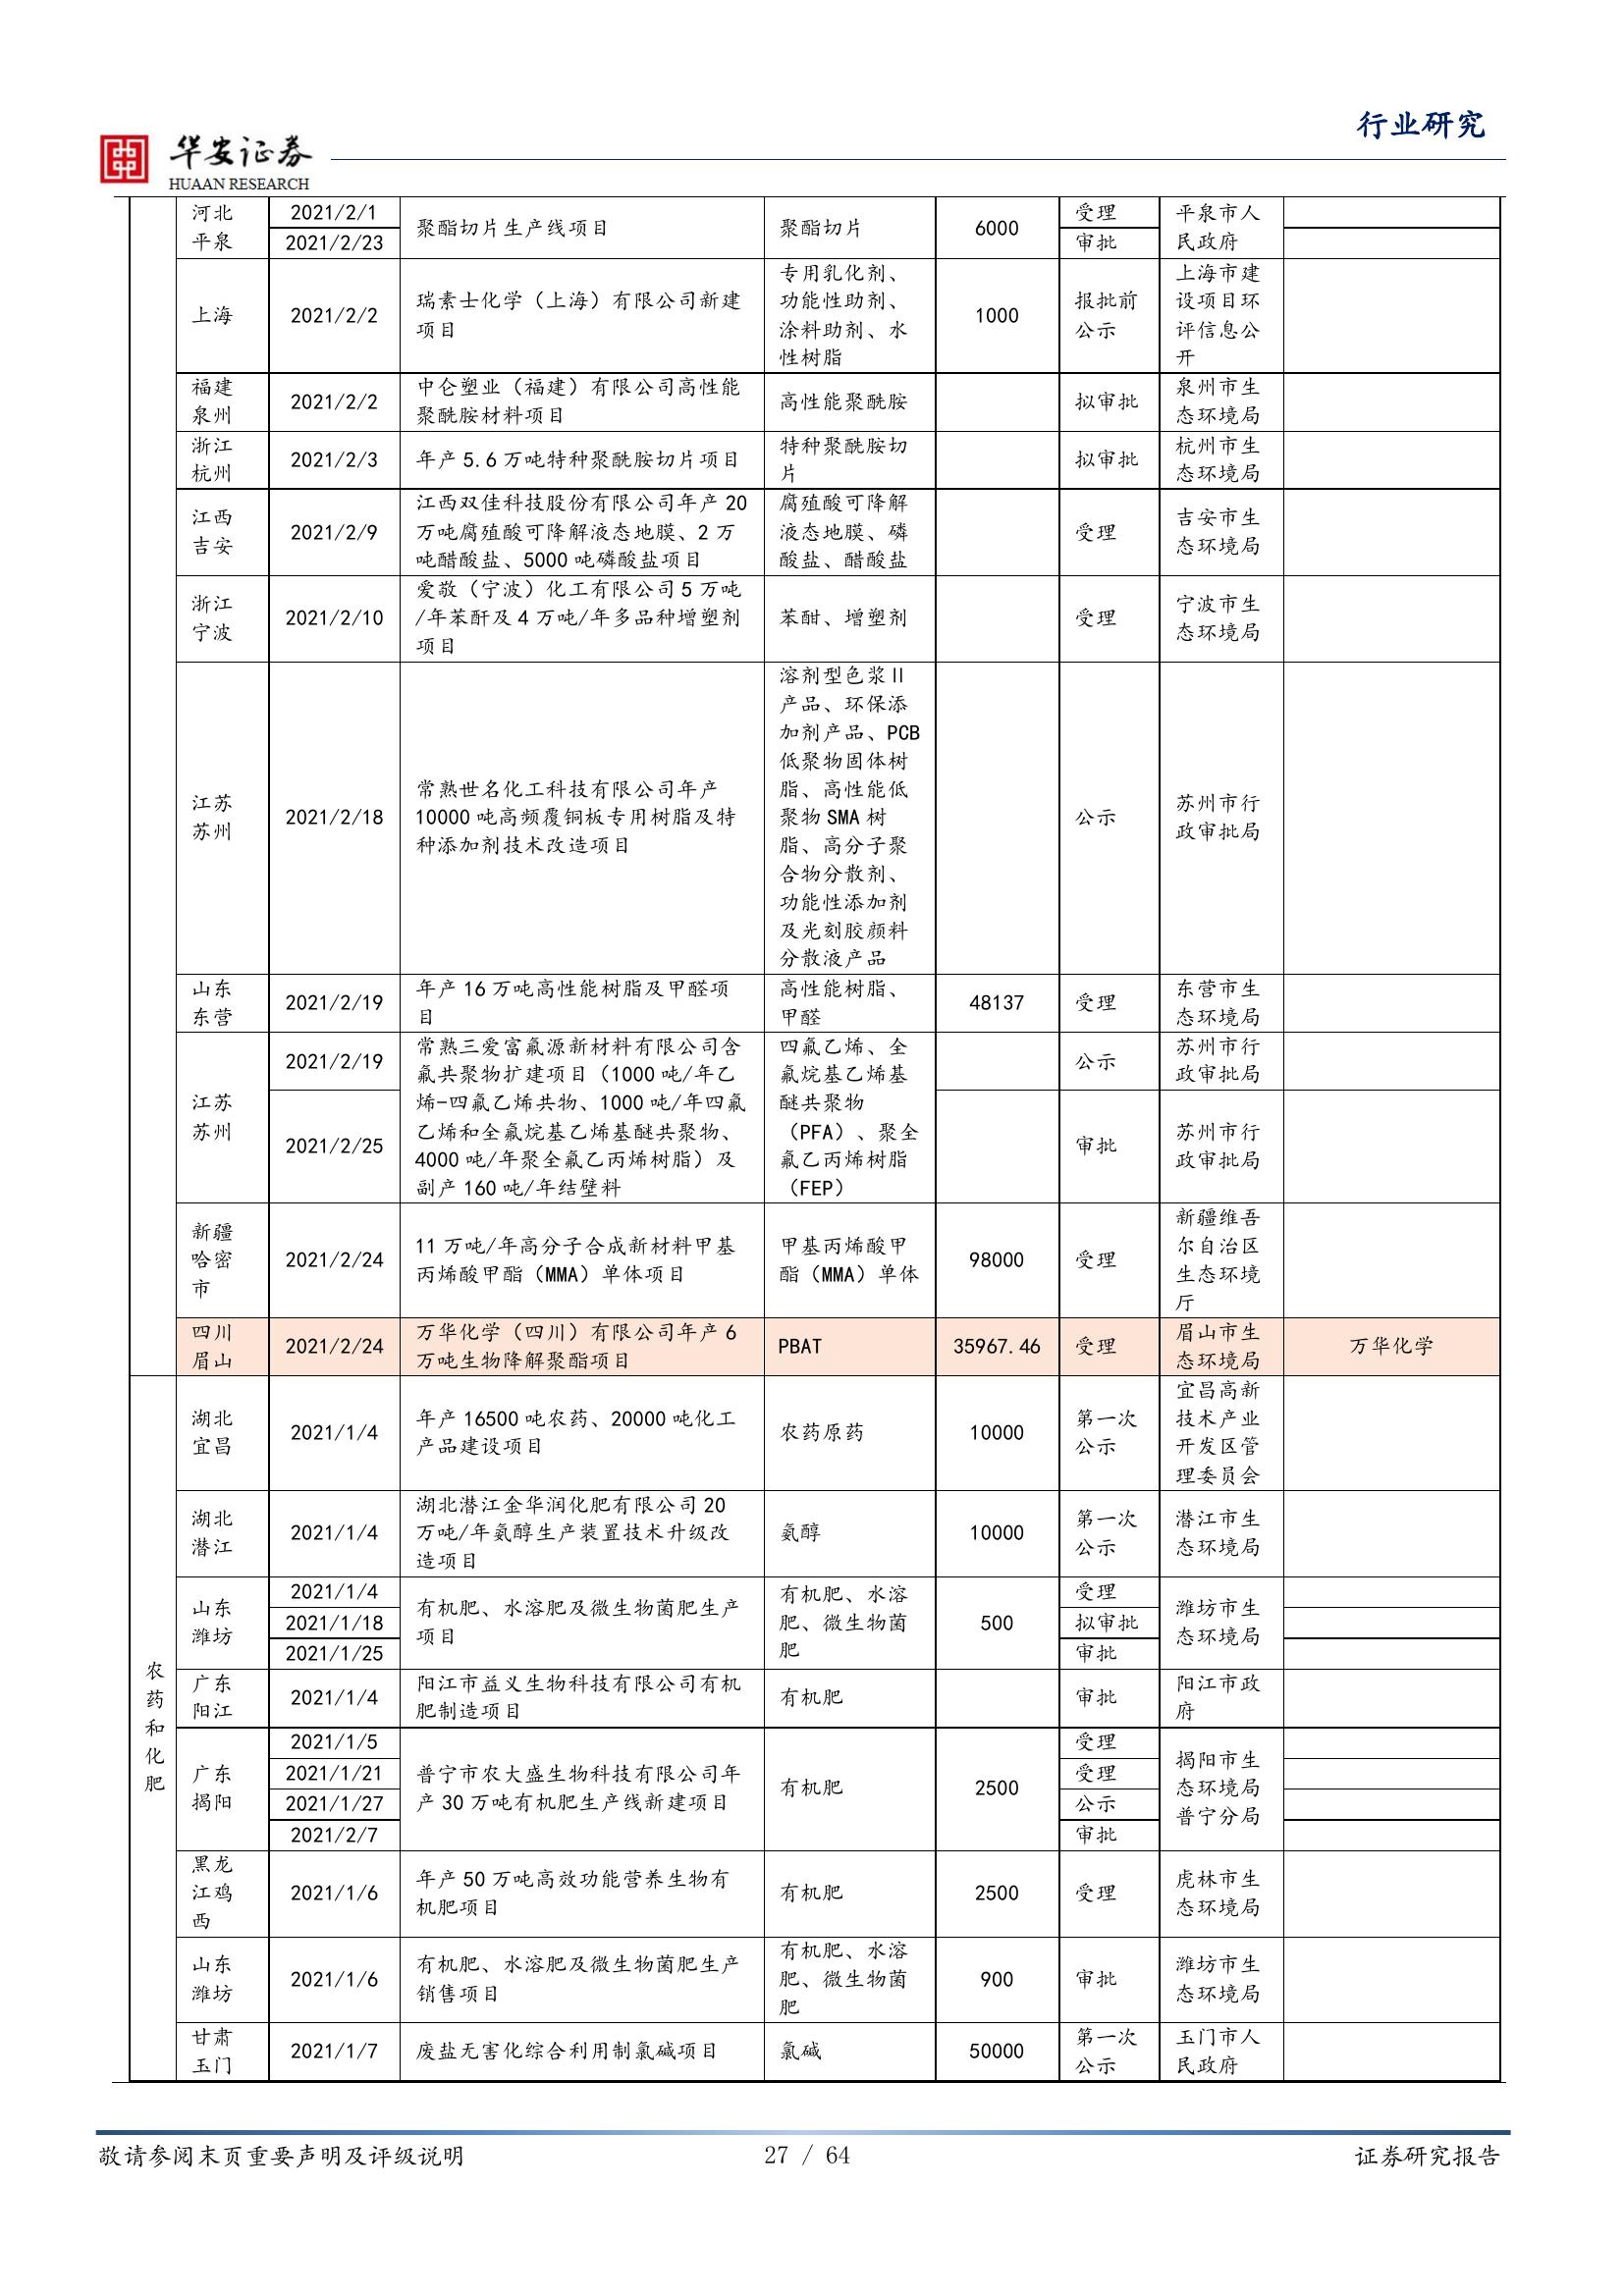 行业研究
华安证券
HUAAN RESEARCH
河北
平泉
2021/2/1
2021/2/23
聚酯切片生产线项目
聚酯切片
6000
受理
审批
平泉市人
民政府
上海
2021/2/2
瑞素士化学（上海）有限公司新建
项目
专用乳化剂、
功能性助剂、
涂料助剂、水
性树脂
1000
报批前
公示
上海市建
设项目环
评信息公
开
福建
泉州
2021/2/2
中仑塑业（福建）有限公司高性能
聚酰胺材料项目
高性能聚酰胺
拟审批
泉州市生
态环境局
浙江
杭州
2021/2/3
年产 5.6 万吨特种聚酰胺切片项目
特种聚酰胺切
片
拟审批
杭州市生
态环境局
江西
吉安
2021/2/9
江西双佳科技股份有限公司年产 20
万吨腐殖酸可降解液态地膜、2 万
吨醋酸盐、5000 吨磷酸盐项目
腐殖酸可降解
液态地膜、磷
酸盐、醋酸盐
受理
吉安市生
态环境局
浙江
宁波
2021/2/10
爱敬（宁波）化工有限公司 5 万吨
/年苯酐及 4 万吨/年多品种增塑剂
项目
苯酣、增塑剂
受理
宁波市生
态环境局
江苏
苏州
2021/2/18
常熟世名化工科技有限公司年产
10000 吨高频覆铜板专用树脂及特
种添加剂技术改造项目
溶剂型色浆Ⅱ
产品、环保添
加剂产品、PCB
低聚物固体树
脂、高性能低
聚物 SMA 树
脂、高分子聚
合物分散剂、
功能性添加剂
及光刻胶颜料
分散液产品
公示
苏州市行
政审批局
山东
东营
2021/2/19
年产 16 万吨高性能树脂及甲醛项
目
高性能树脂、
甲醛
48137
受理
东营市生
态环境局
江苏
苏州
2021/2/19
2021/2/25
常熟三爱富氟源新材料有限公司含
氟共聚物扩建项目（1000 吨/年乙
烯-四氟乙烯共物、1000 吨/年四氟
乙烯和全氟烷基乙烯基醚共聚物、
4000 吨/年聚全氟乙丙烯树脂）及
副产 160 吨/年结壁料
四氟乙烯、全
氟烷基乙烯基
醚共聚物
（PFA）、聚全
氟乙丙烯树脂
（FEP）
公示
审批
苏州市行
政审批局
苏州市行
政审批局
新疆
哈密
市
2021/2/24
11 万吨/年高分子合成新材料甲基
丙烯酸甲酯（MMA）单体项目
甲基丙烯酸甲
酯（MMA）单体
98000
受理
新疆维吾
尔自治区
生态环境
厅
四川
眉山
2021/2/24
万华化学（四川）有限公司年产 6
万吨生物降解聚酯项目
PBAT
35967.46
受理
眉山市生
态环境局
万华化学
农
药
和
化
肥
湖北
宜昌
2021/1/4
年产 16500 吨农药、20000 吨化工
产品建设项目
农药原药
10000
第一次
公示
宜昌高新
技术产业
开发区管
理委员会
湖北
潜江
2021/1/4
湖北潜江金华润化肥有限公司 20
万吨/年氨醇生产装置技术升级改
造项目
氨醇
10000
第一次
公示
潜江市生
态环境局
山东
潍坊
2021/1/4
2021/1/18
2021/1/25
有机肥、水溶肥及微生物菌肥生产
项目
有机肥、水溶
肥、微生物菌
肥
500
受理
拟审批
审批
潍坊市生
态环境局
广东
阳江
2021/1/4
阳江市益义生物科技有限公司有机
肥制造项目
有机肥
审批
阳江市政
府
广东
揭阳
2021/1/5
2021/1/21
2021/1/27
2021/2/7
普宁市农大盛生物科技有限公司年
产 30 万吨有机肥生产线新建项目
有机肥
2500
受理
受理
公示
审批
揭阳市生
态环境局
普宁分局
黑龙
江鸡
西
2021/1/6
年产 50 万吨高效功能营养生物有
机肥项目
有机肥
2500
受理
虎林市生
态环境局
山东
潍坊
2021/1/6
有机肥、水溶肥及微生物菌肥生产
销售项目
有机肥、水溶
肥、微生物菌
肥
900
审批
潍坊市生
态环境局
甘肃
玉门
2021/1/7
废盐无害化综合利用制氯碱项目
氯碱
50000
第一次
公示
玉门市人
民政府
敬请参阅末页重要声明及评级说明
27 / 64
证券研究报告